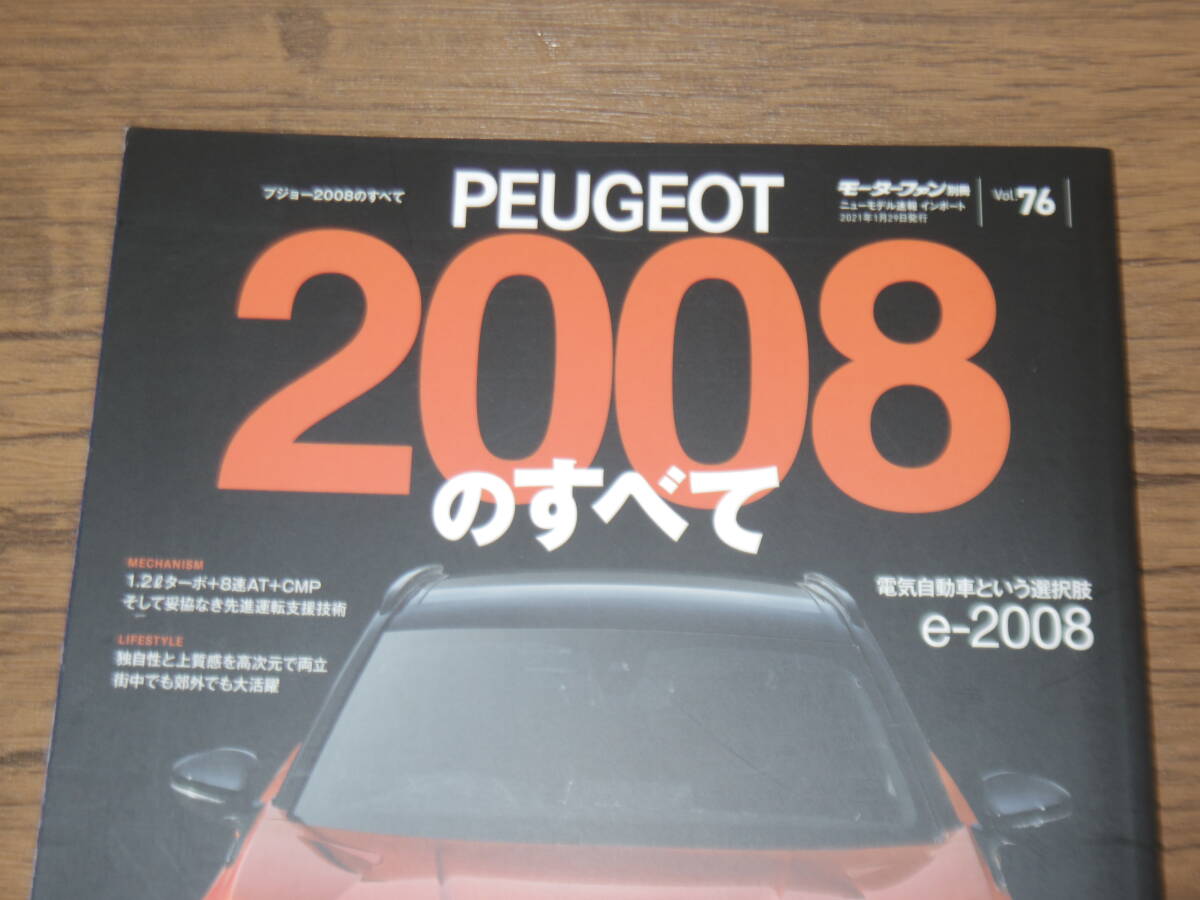 プジョー2008のすべて
PEUGEOT
モーターファン別冊
ニューモデル速報 インポート
2021年1月29日発行
Vol.76
2008
のすべて
MECHANISM
1.2ℓターボ+8速AT+CMP
そして妥協なき先進運転支援技術
LIFESTYLE
独自性と上質感を高次元で両立
街中でも郊外でも大活躍
電気自動車という選択肢
e-2008